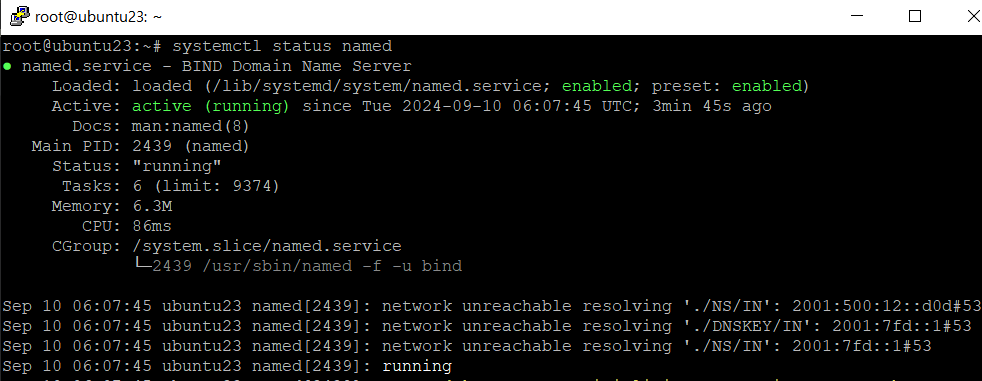 root@ubuntu23: ~
root@ubuntu23:~# systemctl status named
● named.service - BIND Domain Name Server
Loaded: loaded (/lib/systemd/system/named.service; enabled; preset: enabled)
Active: active (running) since Tue 2024-09-10 06:07:45 UTC; 3min 45s ago
Docs: man:named(8)
Main PID: 2439 (named)
Status: "running"
Tasks: 6 (limit: 9374)
Memory: 6.3M
CPU: 86ms
CGroup: /system.slice/named.service
└─2439 /usr/sbin/named -f -u bind
Sep 10 06:07:45 ubuntu23 named[2439]: network unreachable resolving './NS/IN': 2001:500:12::d0d#53
Sep 10 06:07:45 ubuntu23 named[2439]: network unreachable resolving './DNSKEY/IN': 2001:7fd::1#53
Sep 10 06:07:45 ubuntu23 named[2439]: network unreachable resolving './NS/IN': 2001:7fd::1#53
Sep 10 06:07:45 ubuntu23 named[2439]: running